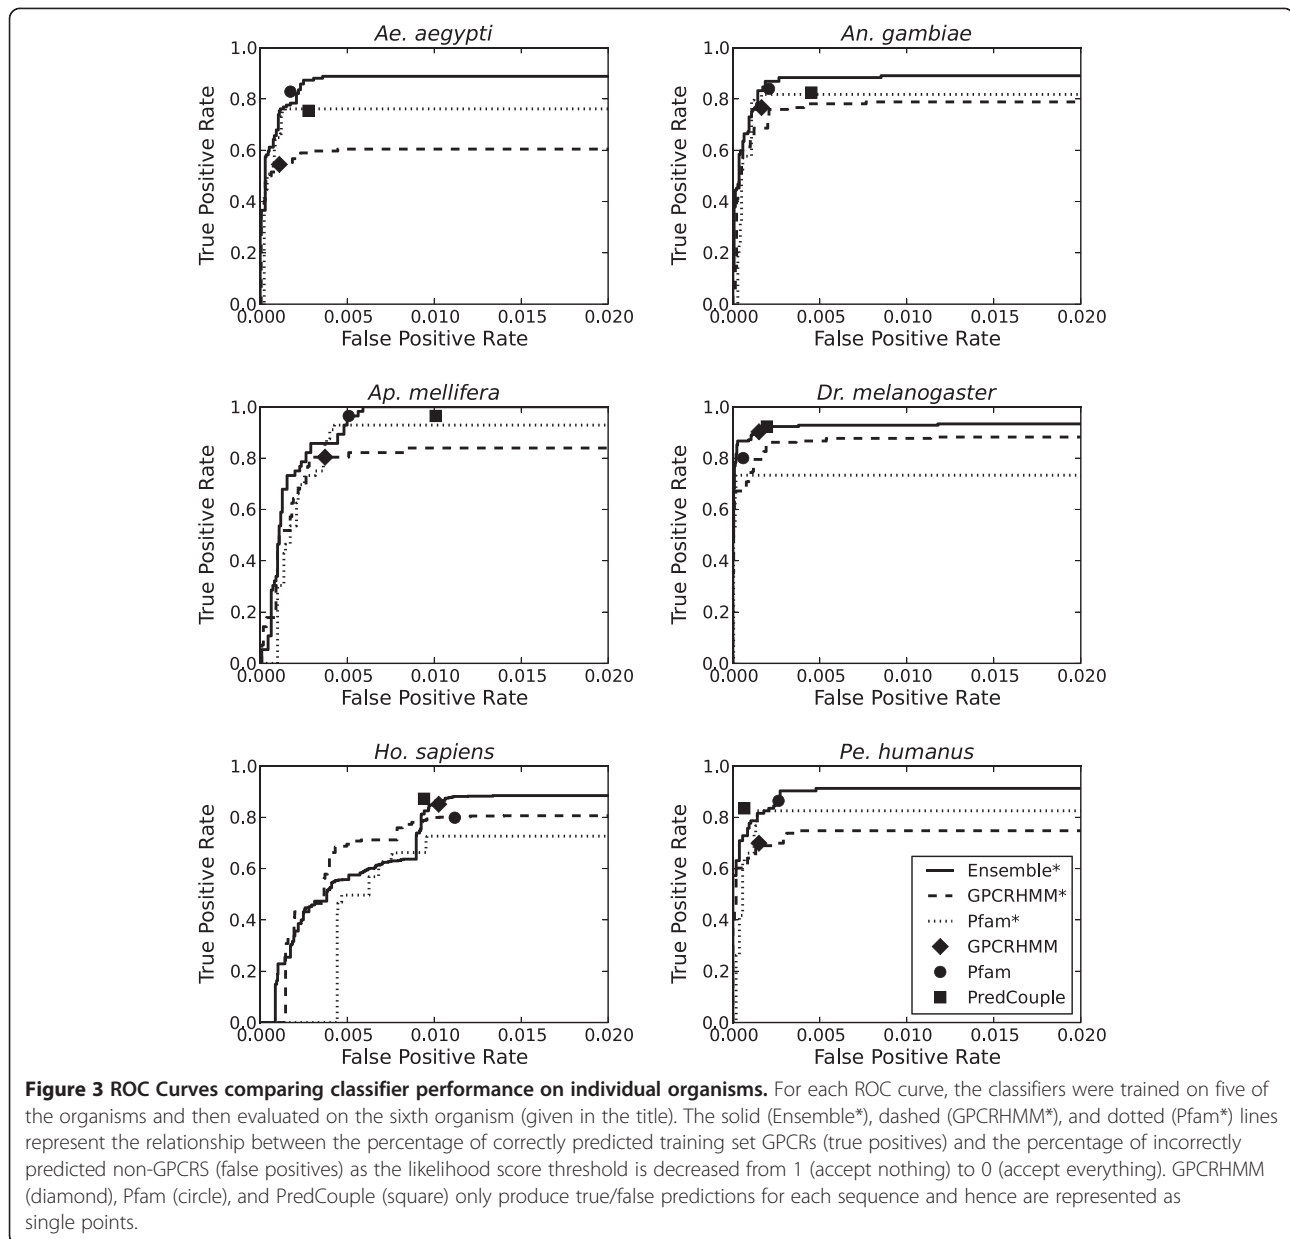 Ae. aegypti
1.0
0.8
0.6
0.4
0.2
0.0
True Positive Rate
0.000 0.005 0.010 0.015 0.020
False Positive Rate
An. gambiae
1.0
0.8
0.6
0.4
0.2
0.0
True Positive Rate
0.000 0.005 0.010 0.015 0.020
False Positive Rate
Ap. mellifera
1.0
0.8
0.6
0.4
0.2
0.0
True Positive Rate
0.000 0.005 0.010 0.015 0.020
False Positive Rate
Dr. melanogaster
1.0
0.8
0.6
0.4
0.2
0.0
True Positive Rate
0.000 0.005 0.010 0.015 0.020
False Positive Rate
Ho. sapiens
1.0
0.8
0.6
0.4
0.2
0.0
True Positive Rate
0.000 0.005 0.010 0.015 0.020
False Positive Rate
Pe. humanus
1.0
0.8
0.6
0.4
0.2
0.0
True Positive Rate
0.000 0.005 0.010 0.015 0.020
False Positive Rate
Ensemble*
GPCRHMM*
Pfam*
GPCRHMM
Pfam
PredCouple
Figure 3 ROC Curves comparing classifier performance on individual organisms. For each ROC curve, the classifiers were trained on five of
the organisms and then evaluated on the sixth organism (given in the title). The solid (Ensemble*), dashed (GPCRHMM*), and dotted (Pfam*) lines
represent the relationship between the percentage of correctly predicted training set GPCRs (true positives) and the percentage of incorrectly
predicted non-GPCRS (false positives) as the likelihood score threshold is decreased from 1 (accept nothing) to 0 (accept everything). GPCRHMM
(diamond), Pfam (circle), and PredCouple (square) only produce true/false predictions for each sequence and hence are represented as
single points.